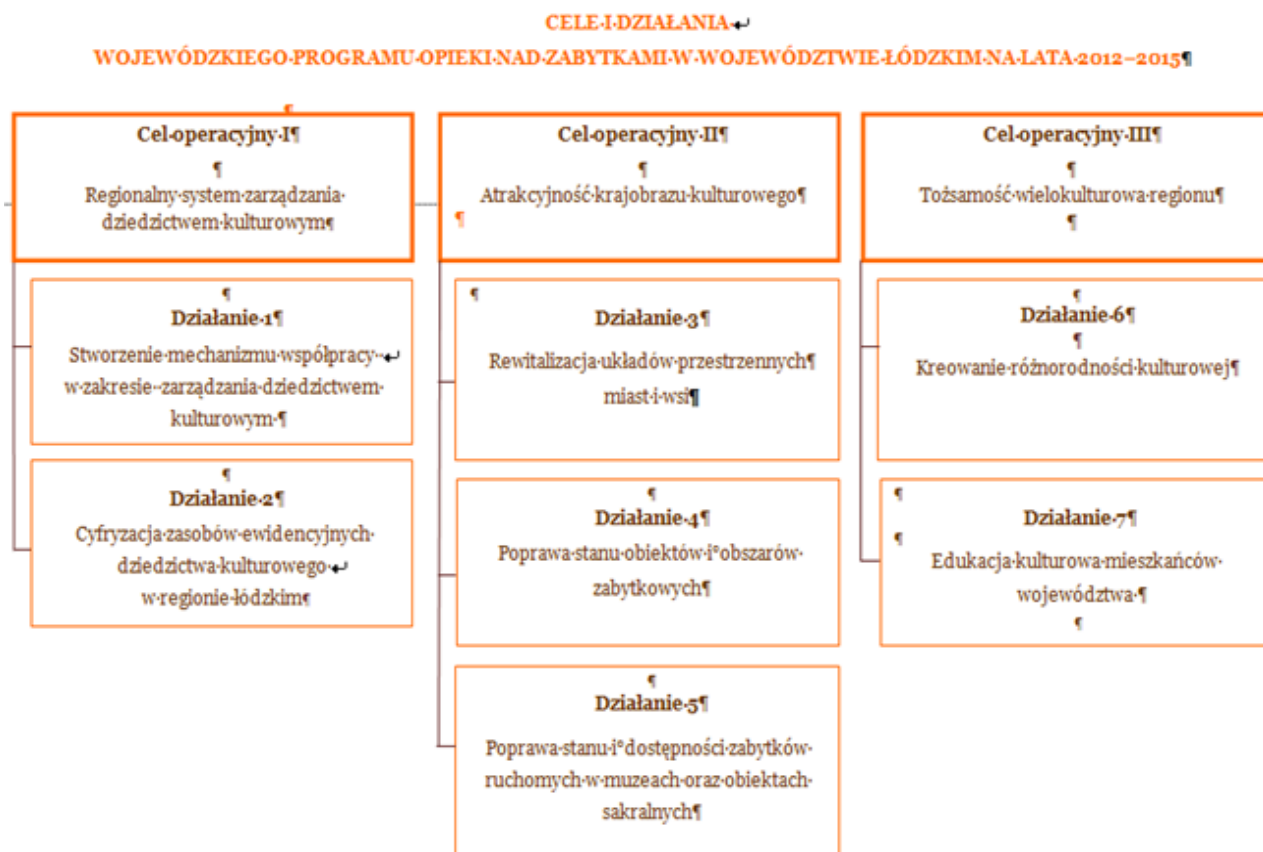 CELE I DZIAŁANIA
WOJEWÓDZKIEGO PROGRAMU OPIEKI NAD ZABYTKAMI W WOJEWÓDZTWIE ŁÓDZKIM NA LATA 2012–2015¶
¶
Cel operacyjny I¶
¶
Regionalny system zarządzania
dziedzictwem kulturowym¶
Działanie 1¶
Stworzenie mechanizmu współpracy
w zakresie zarządzania dziedzictwem
kulturowym ¶
¶
Działanie 2¶
Cyfryzacja zasobów ewidencyjnych
dziedzictwa kulturowego
w regionie łódzkim¶
Cel operacyjny II¶
¶
Atrakcyjność krajobrazu kulturowego¶
¶
¶
Działanie 3¶
Rewitalizacja układów przestrzennych¶
miast i wsi¶
¶
Działanie 4¶
Poprawa stanu obiektów i°obszarów
zabytkowych¶
¶
Działanie 5¶
Poprawa stanu i°dostępności zabytków
ruchomych w muzeach oraz obiektach
sakralnych¶
Cel operacyjny III¶
¶
Tożsamość wielokulturowa regionu¶
¶
¶
Działanie 6¶
¶
Kreowanie różnorodności kulturowej¶
¶
Działanie 7¶
¶
Edukacja kulturowa mieszkańców
województwa ¶
¶